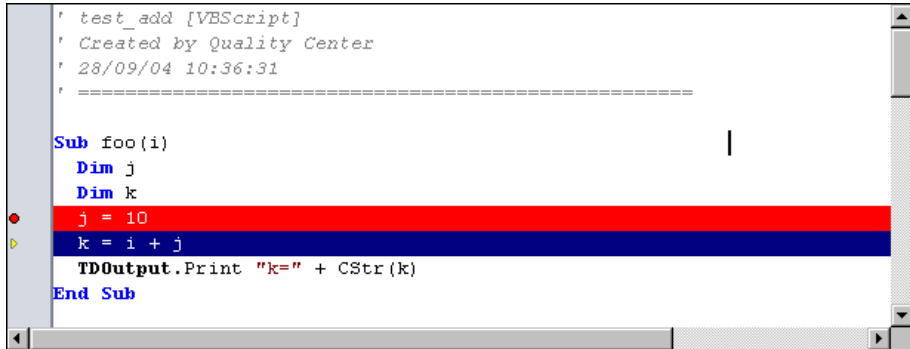 ' test_add [VBScript]
' Created by Quality Center
' 28/09/04 10:36:31
' ====================================================
Sub foo(i)
Dim j
Dim k
j = 10
k = i + j
TDOutput.Print "k=" + CStr(k)
End Sub